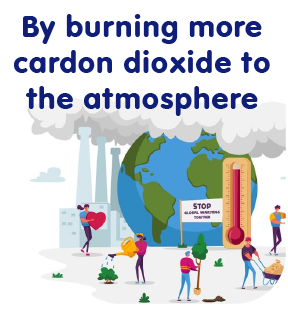 By burning more
cardon dioxide to
the atmosphere
STOP
GLOBAL WARMING
TOGETHER